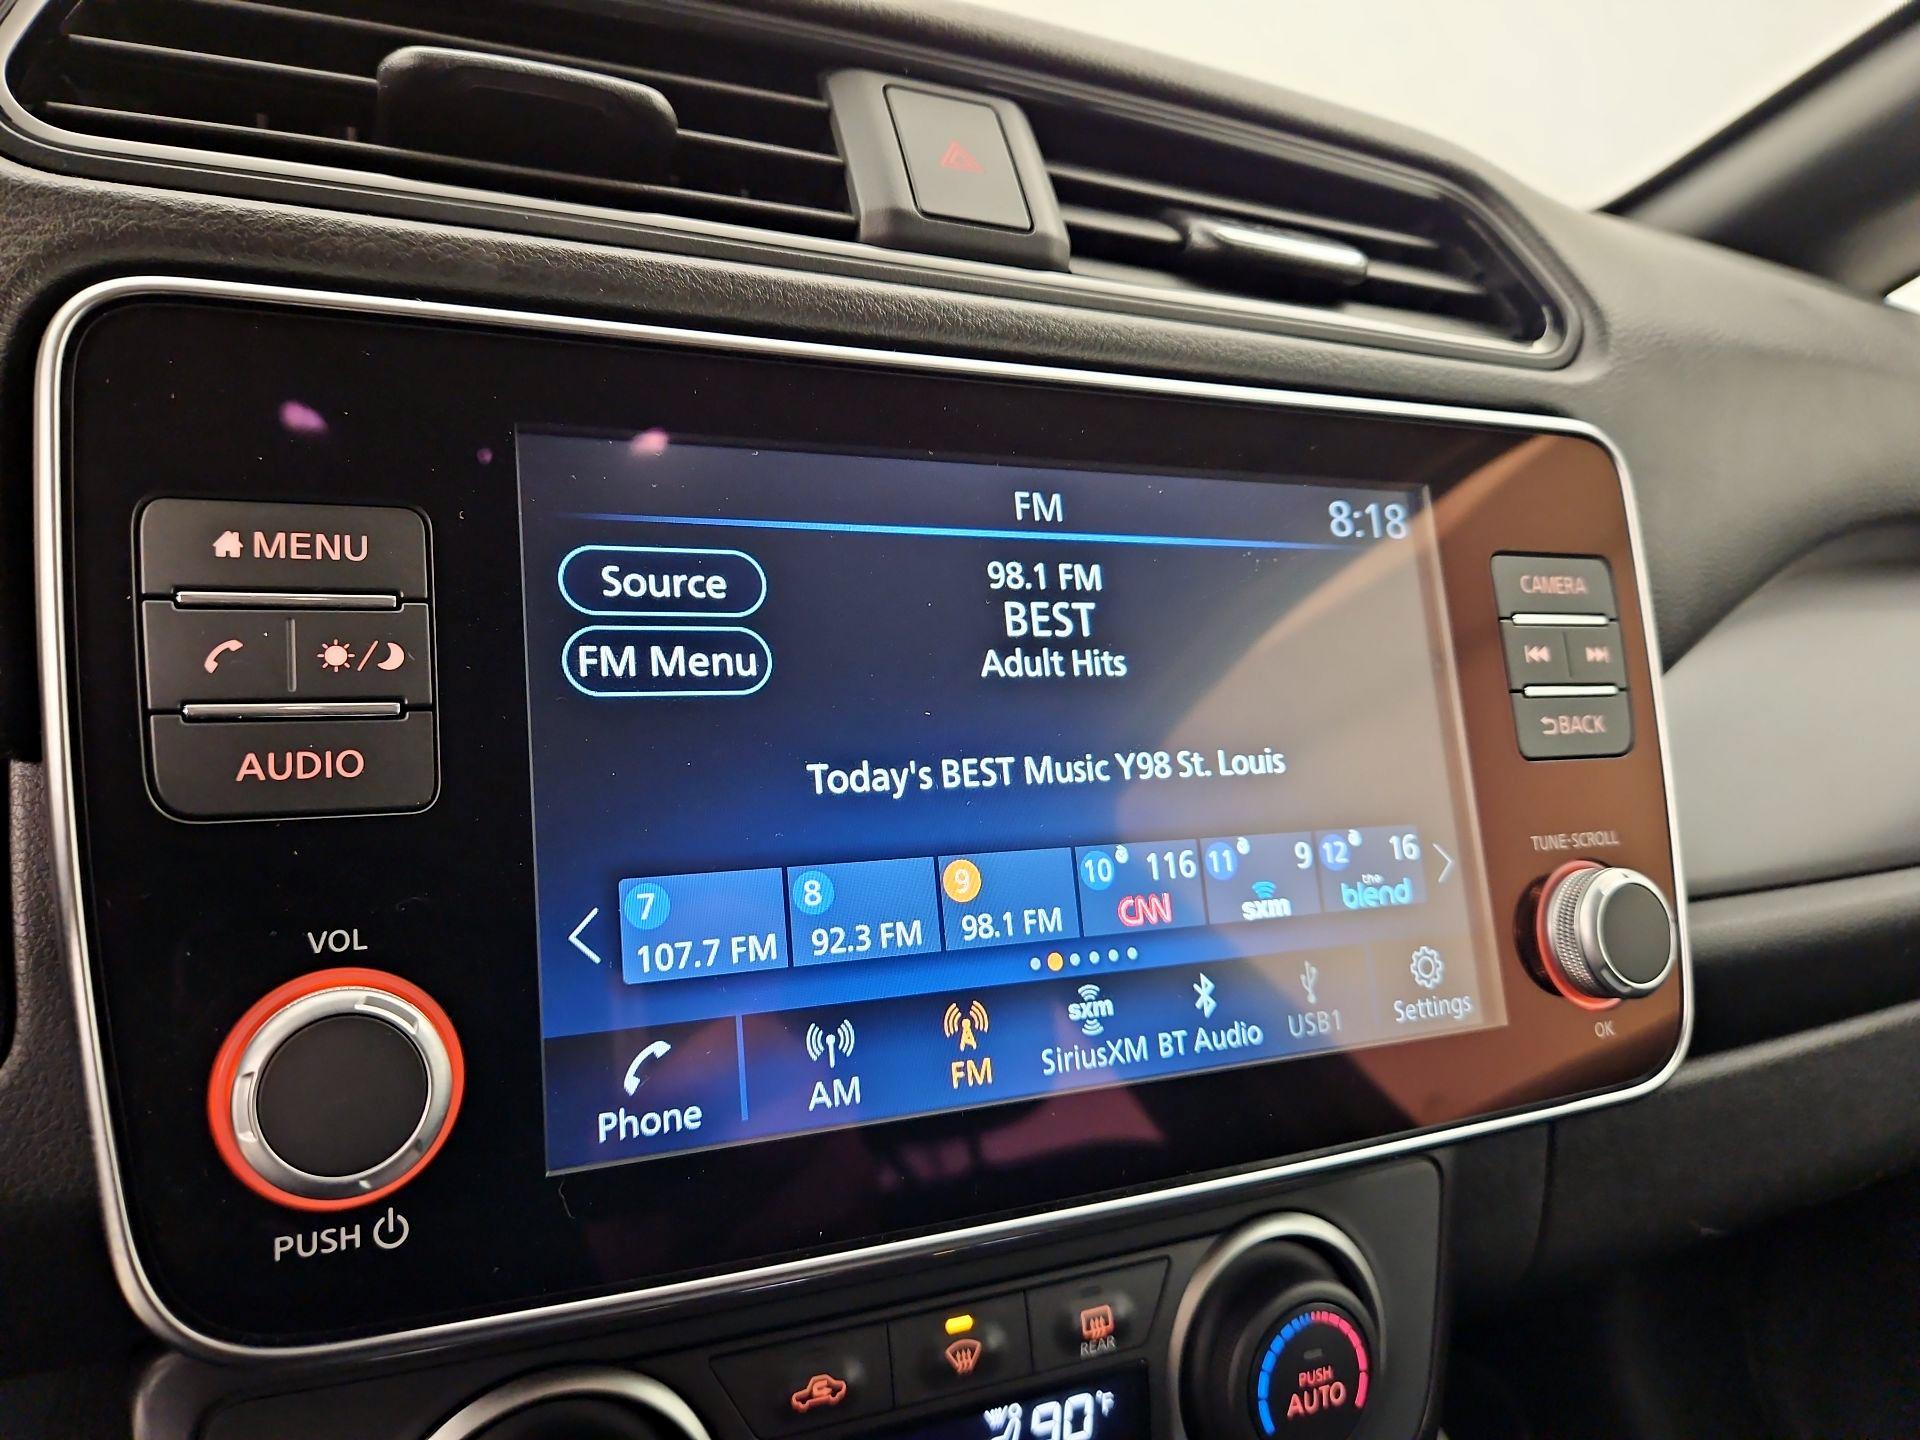 MENU
AUDIO
VOL
PUSH
FM
8:18
Source
FM Menu
98.1 FM
BEST
Adult Hits
Today's BEST Music Y98 St. Louis
7
107.7 FM
8
92.3 FM
9
98.1 FM
10
116
CNN
11
9
sxm
12
16
the
blend
Phone
AM
FM
sxm
SiriusXM
BT Audio
USB1
Settings
CAMERA
BACK
TUNE·SCROLL
OK
REAR
90°F
PUSH
AUTO